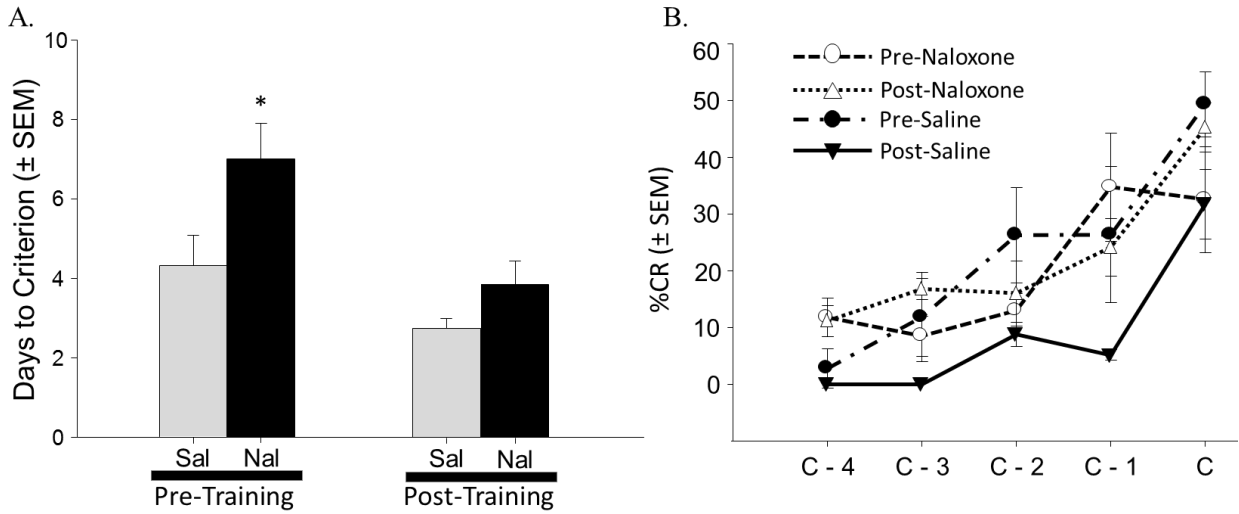 A.
Days to Criterion (± SEM)
10
8
6
4
2
0
*
Sal Nal Sal Nal
Pre-Training Post-Training
B.
%CR (± SEM)
60
50
40
30
20
10
0
Pre-Naloxone
Post-Naloxone
Pre-Saline
Post-Saline
C - 4 C - 3 C - 2 C - 1 C